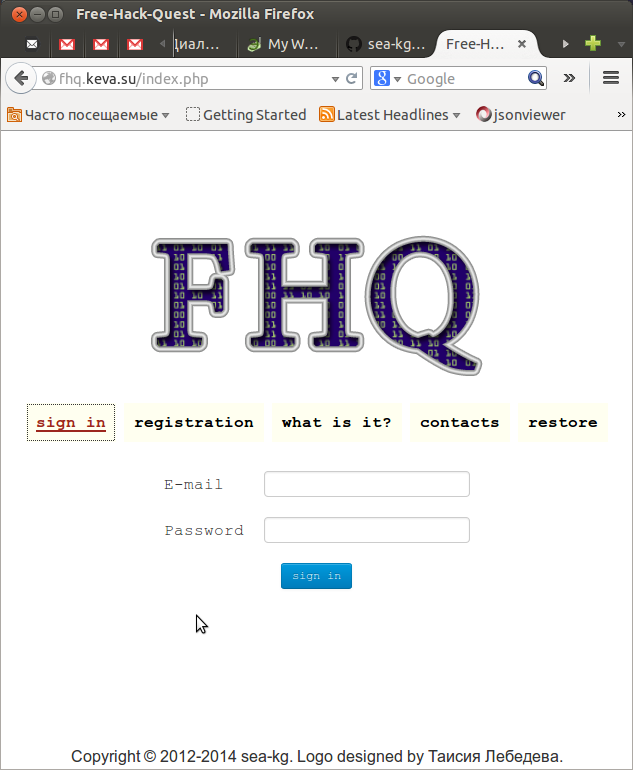 Free-Hack-Quest - Mozilla Firefox
My W...
sea-kg...
Free-H...
fhq.keva.su/index.php
Google
Часто посещаемые
Getting Started
Latest Headlines
jsonviewer
FHQ
sign in
registration
what is it?
contacts
restore
E-mail
Password
sign in
Copyright © 2012-2014 sea-kg. Logo designed by Таисия Лебедева.